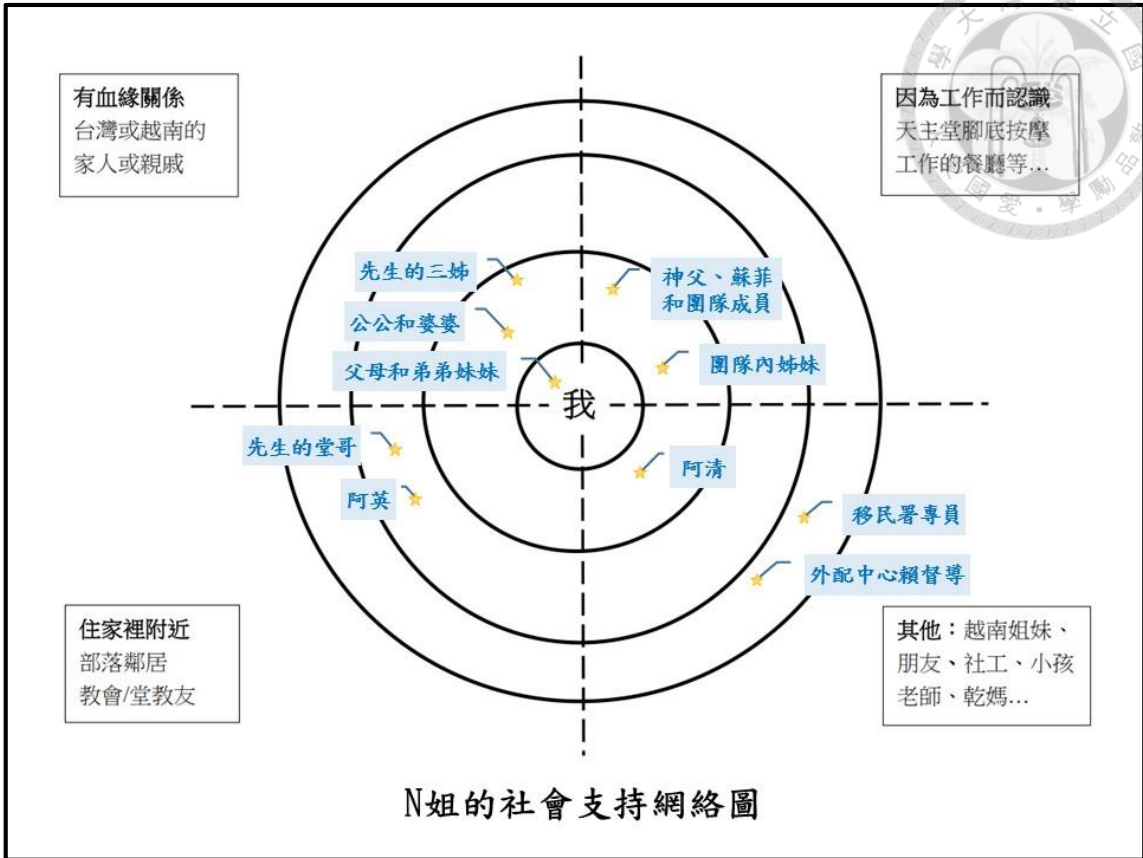 有血緣關係
台灣或越南的
家人或親戚
因為工作而認識
天主堂腳底按摩
工作的餐廳等…
先生的三姊
神父、蘇菲
和團隊成員
公公和婆婆
父母和弟弟妹妹
團隊內姊妹
我
先生的堂哥
阿清
阿英
移民署專員
外配中心賴督導
住家裡附近
部落鄰居
教會/堂教友
其他：越南姐妹、
朋友、社工、小孩
老師、乾媽…
N姐的社會支持網絡圖